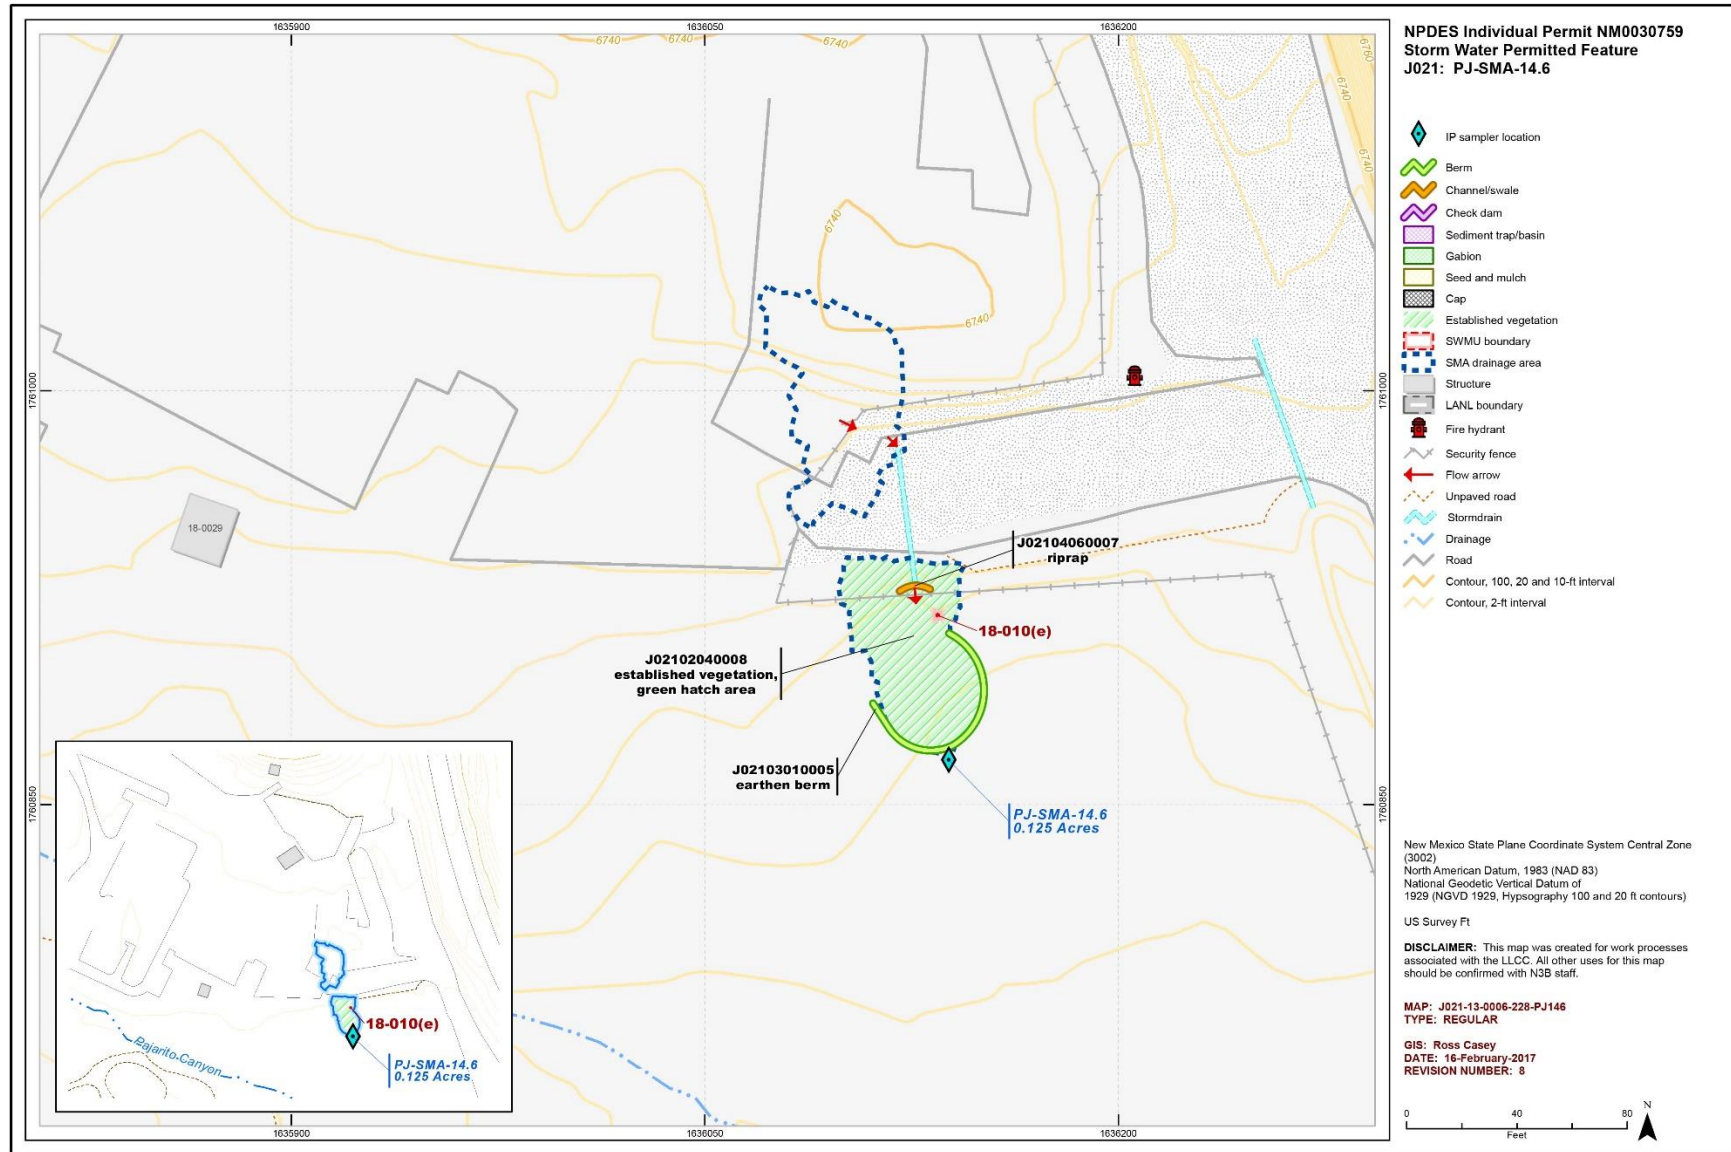 1635900
1636050
1636200
6740
6740
6740
6760
6740
6740
6740
6740
1761000
1761000
18-0029
J02104060007
riprap
18-010(e)
J02102040008
established vegetation,
green hatch area
J02103010005
earthen berm
PJ-SMA-14.6
0.125 Acres
1760850
1760850
18-010(e)
Pajarito Canyon
PJ-SMA-14.6
0.125 Acres
1635900
1636050
1636200
NPDES Individual Permit NM0030759
Storm Water Permitted Feature
J021: PJ-SMA-14.6
IP sampler location
Berm
Channel/swale
Check dam
Sediment trap/basin
Gabion
Seed and mulch
Cap
Established vegetation
SWMU boundary
SMA drainage area
Structure
LANL boundary
Fire hydrant
Security fence
Flow arrow
Unpaved road
Stormdrain
Drainage
Road
Contour, 100, 20 and 10-ft interval
Contour, 2-ft interval
New Mexico State Plane Coordinate System Central Zone
(3002)
North American Datum, 1983 (NAD 83)
National Geodetic Vertical Datum of
1929 (NGVD 1929, Hypsography 100 and 20 ft contours)
US Survey Ft
DISCLAIMER: This map was created for work processes
associated with the LLCC. All other uses for this map
should be confirmed with N3B staff.
MAP: J021-13-0006-228-PJ146
TYPE: REGULAR
GIS: Ross Casey
DATE: 16-February-2017
REVISION NUMBER: 8
0 40 80
Feet
N